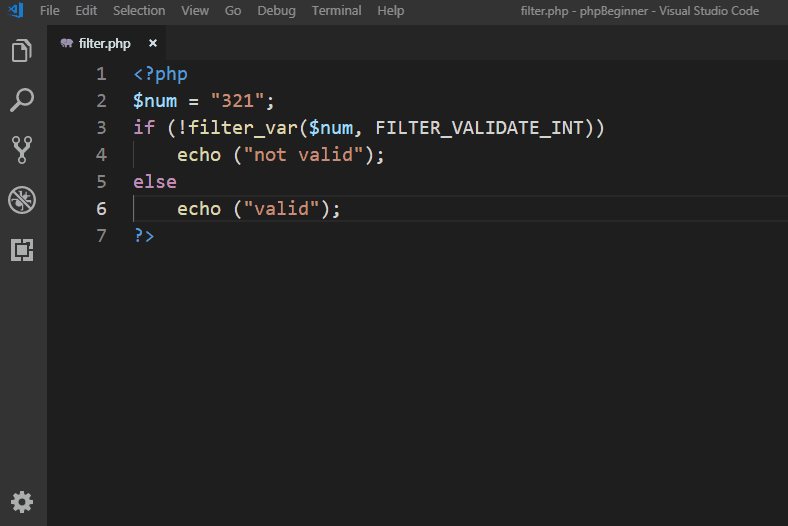 File Edit Selection View Go Debug Terminal Help filter.php - phpBeginner - Visual Studio Code
filter.php ×
1 <?php
2 $num = "321";
3 if (!filter_var($num, FILTER_VALIDATE_INT))
4 echo ("not valid");
5 else
6 echo ("valid");
7 ?>